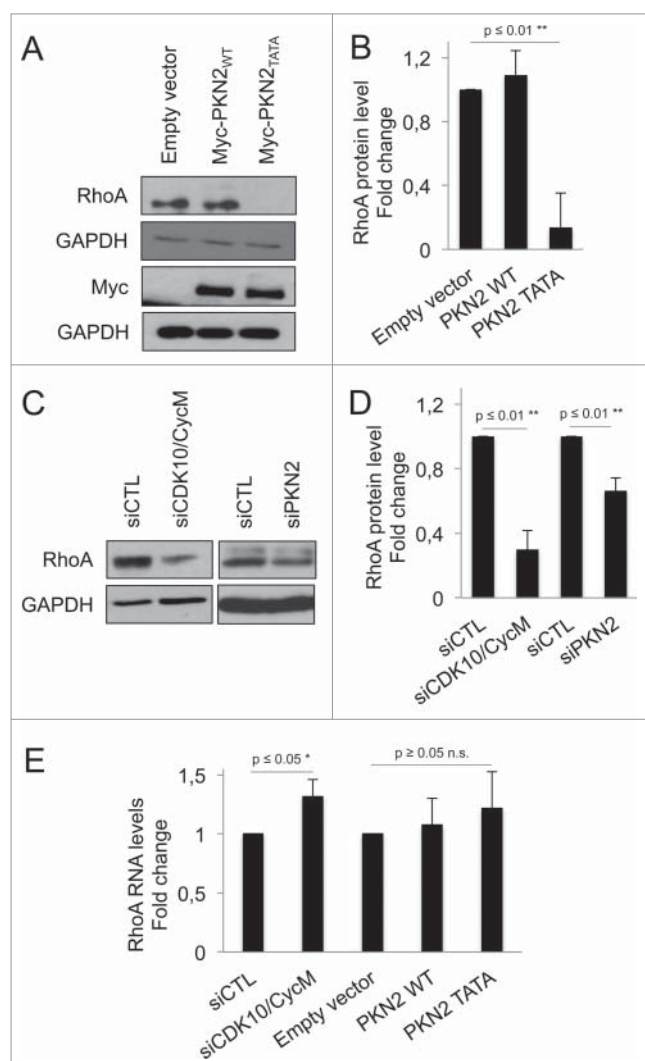 A
Empty vector
Myc-PKN2WT
Myc-PKN2TATA
RhoA
GAPDH
Myc
GAPDH
B
p ≤ 0.01 **
RhoA protein level
Fold change
1,2
0.8
0.4
0
Empty vector
PKN2 WT
PKN2 TATA
C
siCTL
siCDK10/CycM
siCTL
siPKN2
RhoA
GAPDH
D
p ≤ 0.01 **
p ≤ 0.01 **
RhoA protein level
Fold change
1,2
0.8
0.4
0
siCTL
siCDK10/CycM
siCTL
siPKN2
E
p ≤ 0.05 *
p ≥ 0.05 n.s.
RhoA RNA levels
Fold change
1,5
1
0,5
0
siCTL
siCDK10/CycM
Empty vector
PKN2 WT
PKN2 TATA